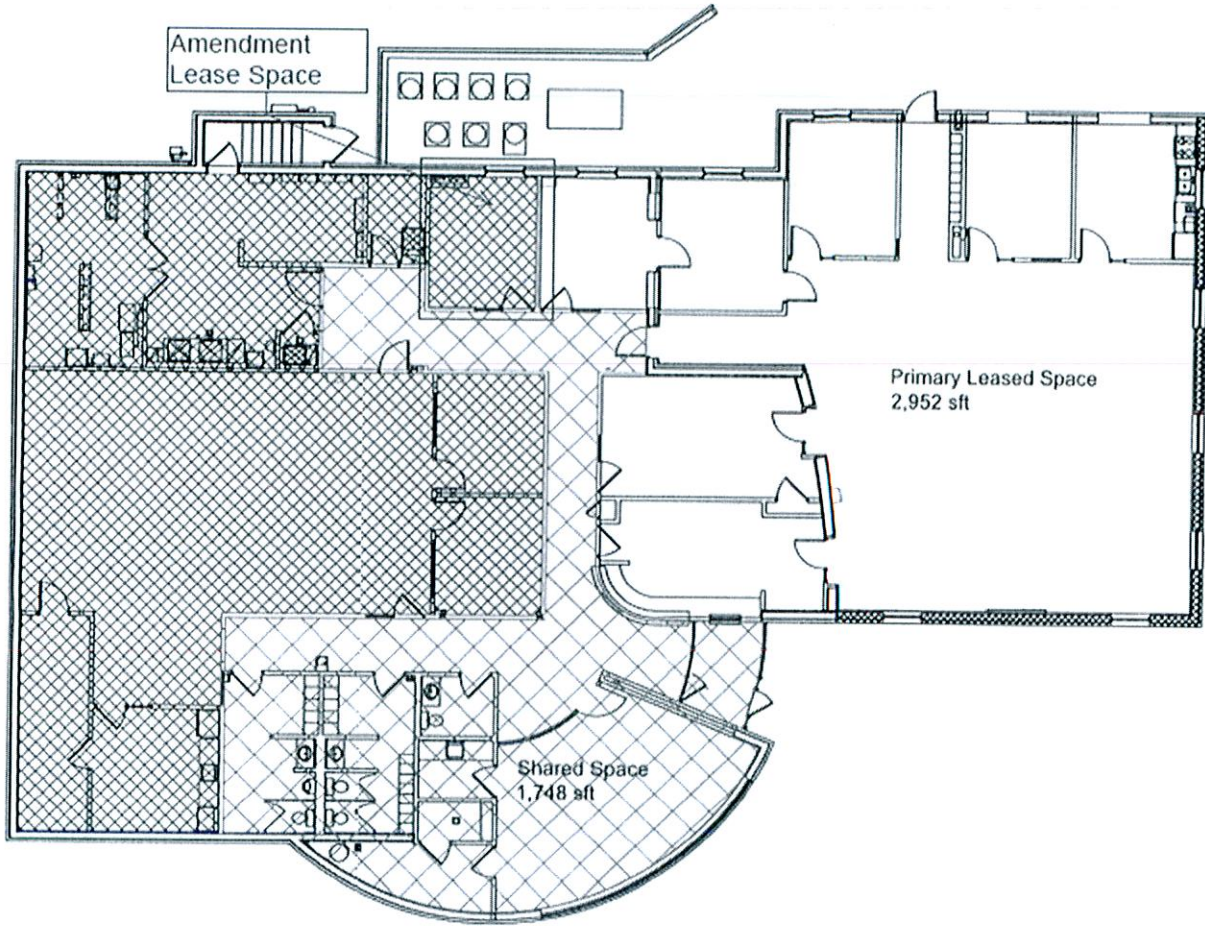 Amendment
Lease Space
Primary Leased Space
2,952 sft
Shared Space
1,748 sft